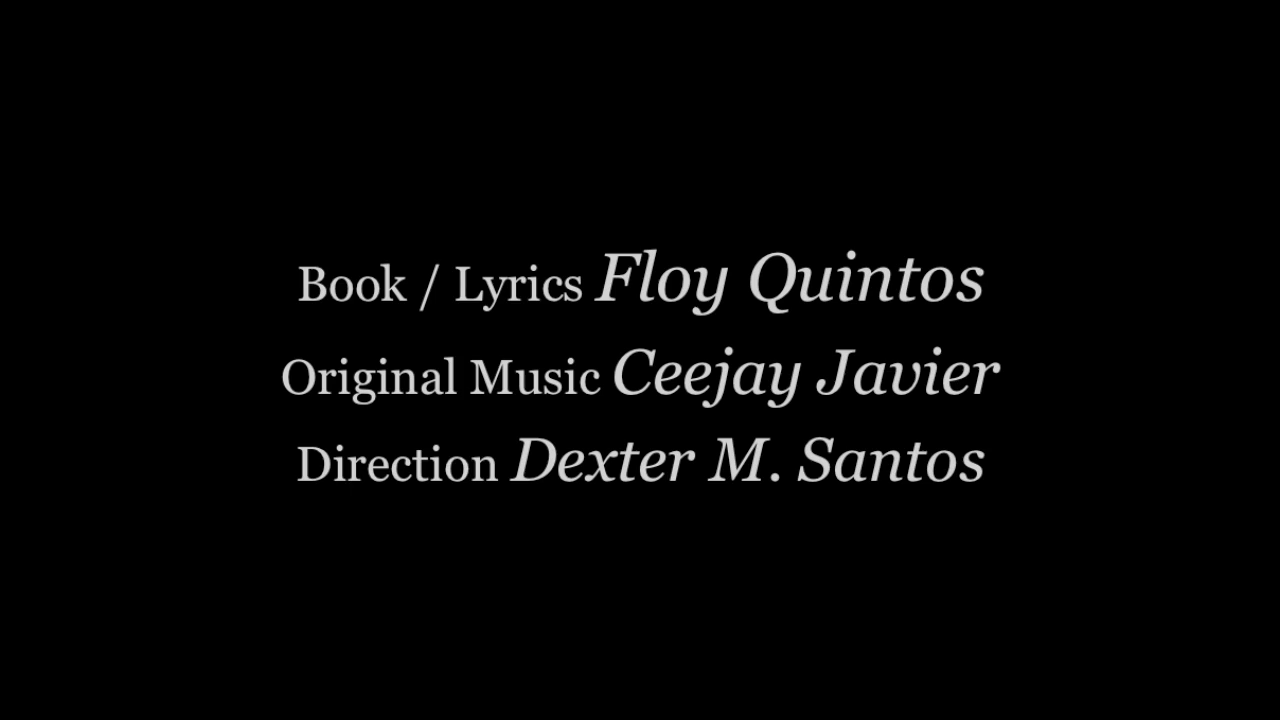 Book / Lyrics Floy Quintos
Original Music Ceejay Javier
Direction Dexter M. Santos